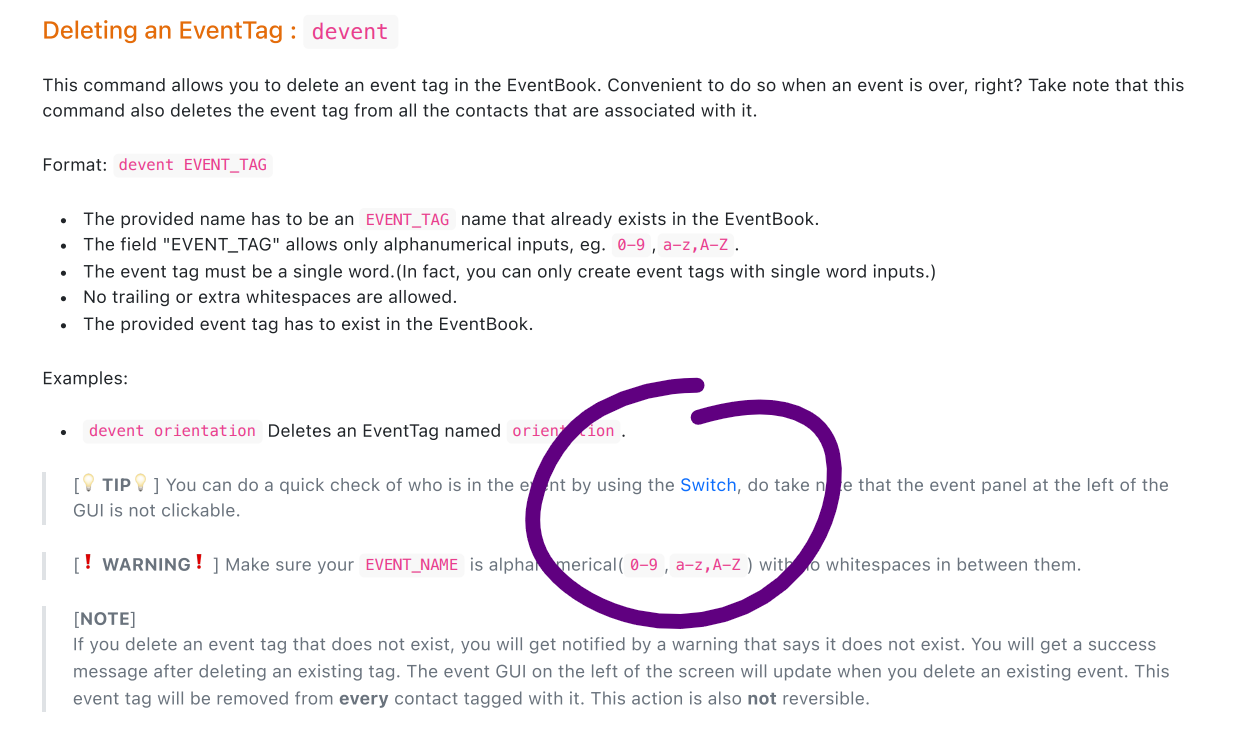 Deleting an EventTag : devent
This command allows you to delete an event tag in the EventBook. Convenient to do so when an event is over, right? Take note that this
command also deletes the event tag from all the contacts that are associated with it.
Format: devent EVENT_TAG
• The provided name has to be an EVENT_TAG name that already exists in the EventBook.
• The field "EVENT_TAG" allows only alphanumerical inputs, eg. 0-9 , a-z,A-Z .
• The event tag must be a single word.(In fact, you can only create event tags with single word inputs.)
• No trailing or extra whitespaces are allowed.
• The provided event tag has to exist in the EventBook.
Examples:
• devent orientation Deletes an EventTag named orientation .
[💡 TIP💡 ] You can do a quick check of who is in the event by using the Switch, do take note that the event panel at the left of the
GUI is not clickable.
[❗ WARNING❗ ] Make sure your EVENT_NAME is alphanumerical( 0-9 , a-z,A-Z ) with no whitespaces in between them.
[NOTE]
If you delete an event tag that does not exist, you will get notified by a warning that says it does not exist. You will get a success
message after deleting an existing tag. The event GUI on the left of the screen will update when you delete an existing event. This
event tag will be removed from every contact tagged with it. This action is also not reversible.